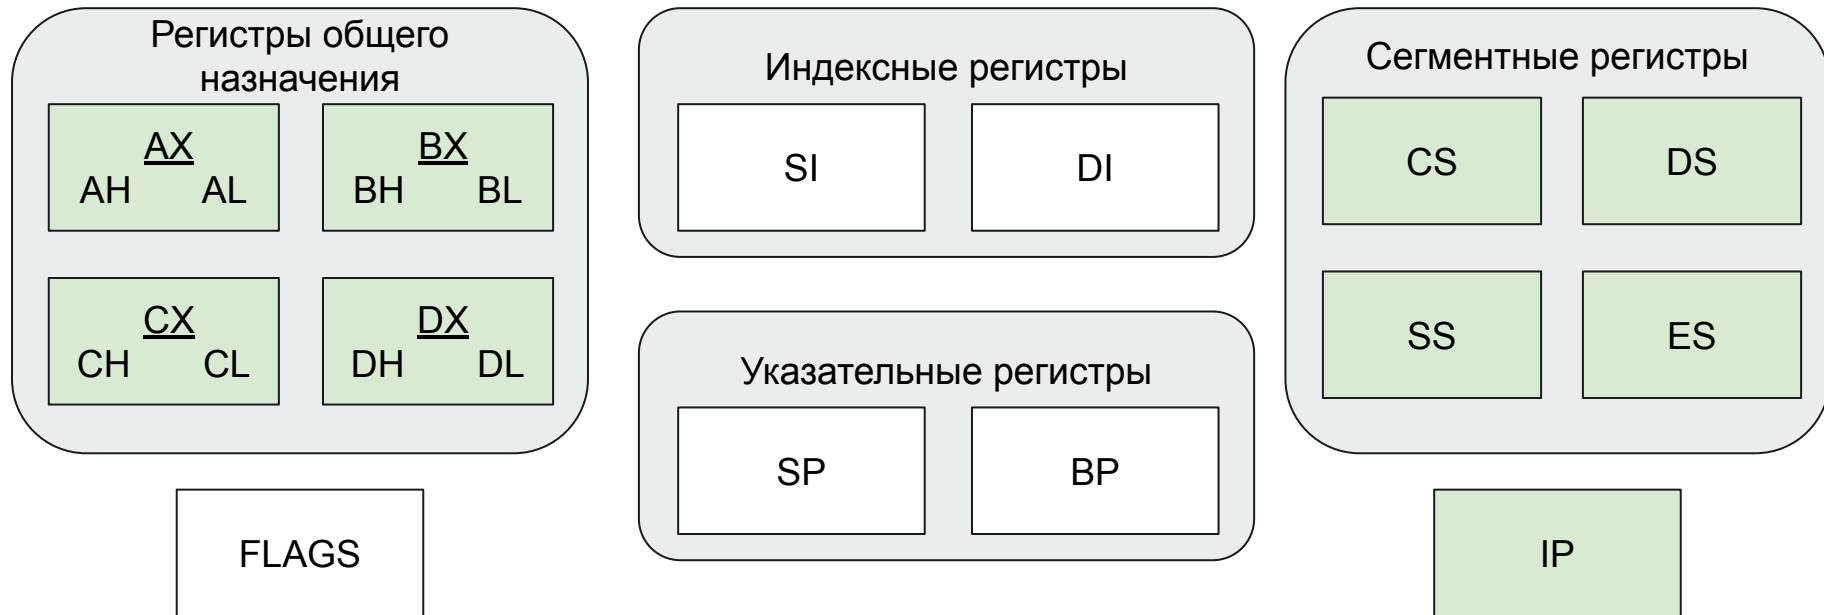 Регистры общего
назначения
AX
AH AL
BX
BH BL
CX
CH CL
DX
DH DL
FLAGS
Индексные регистры
SI
DI
Указательные регистры
SP
BP
Сегментные регистры
CS
DS
SS
ES
IP